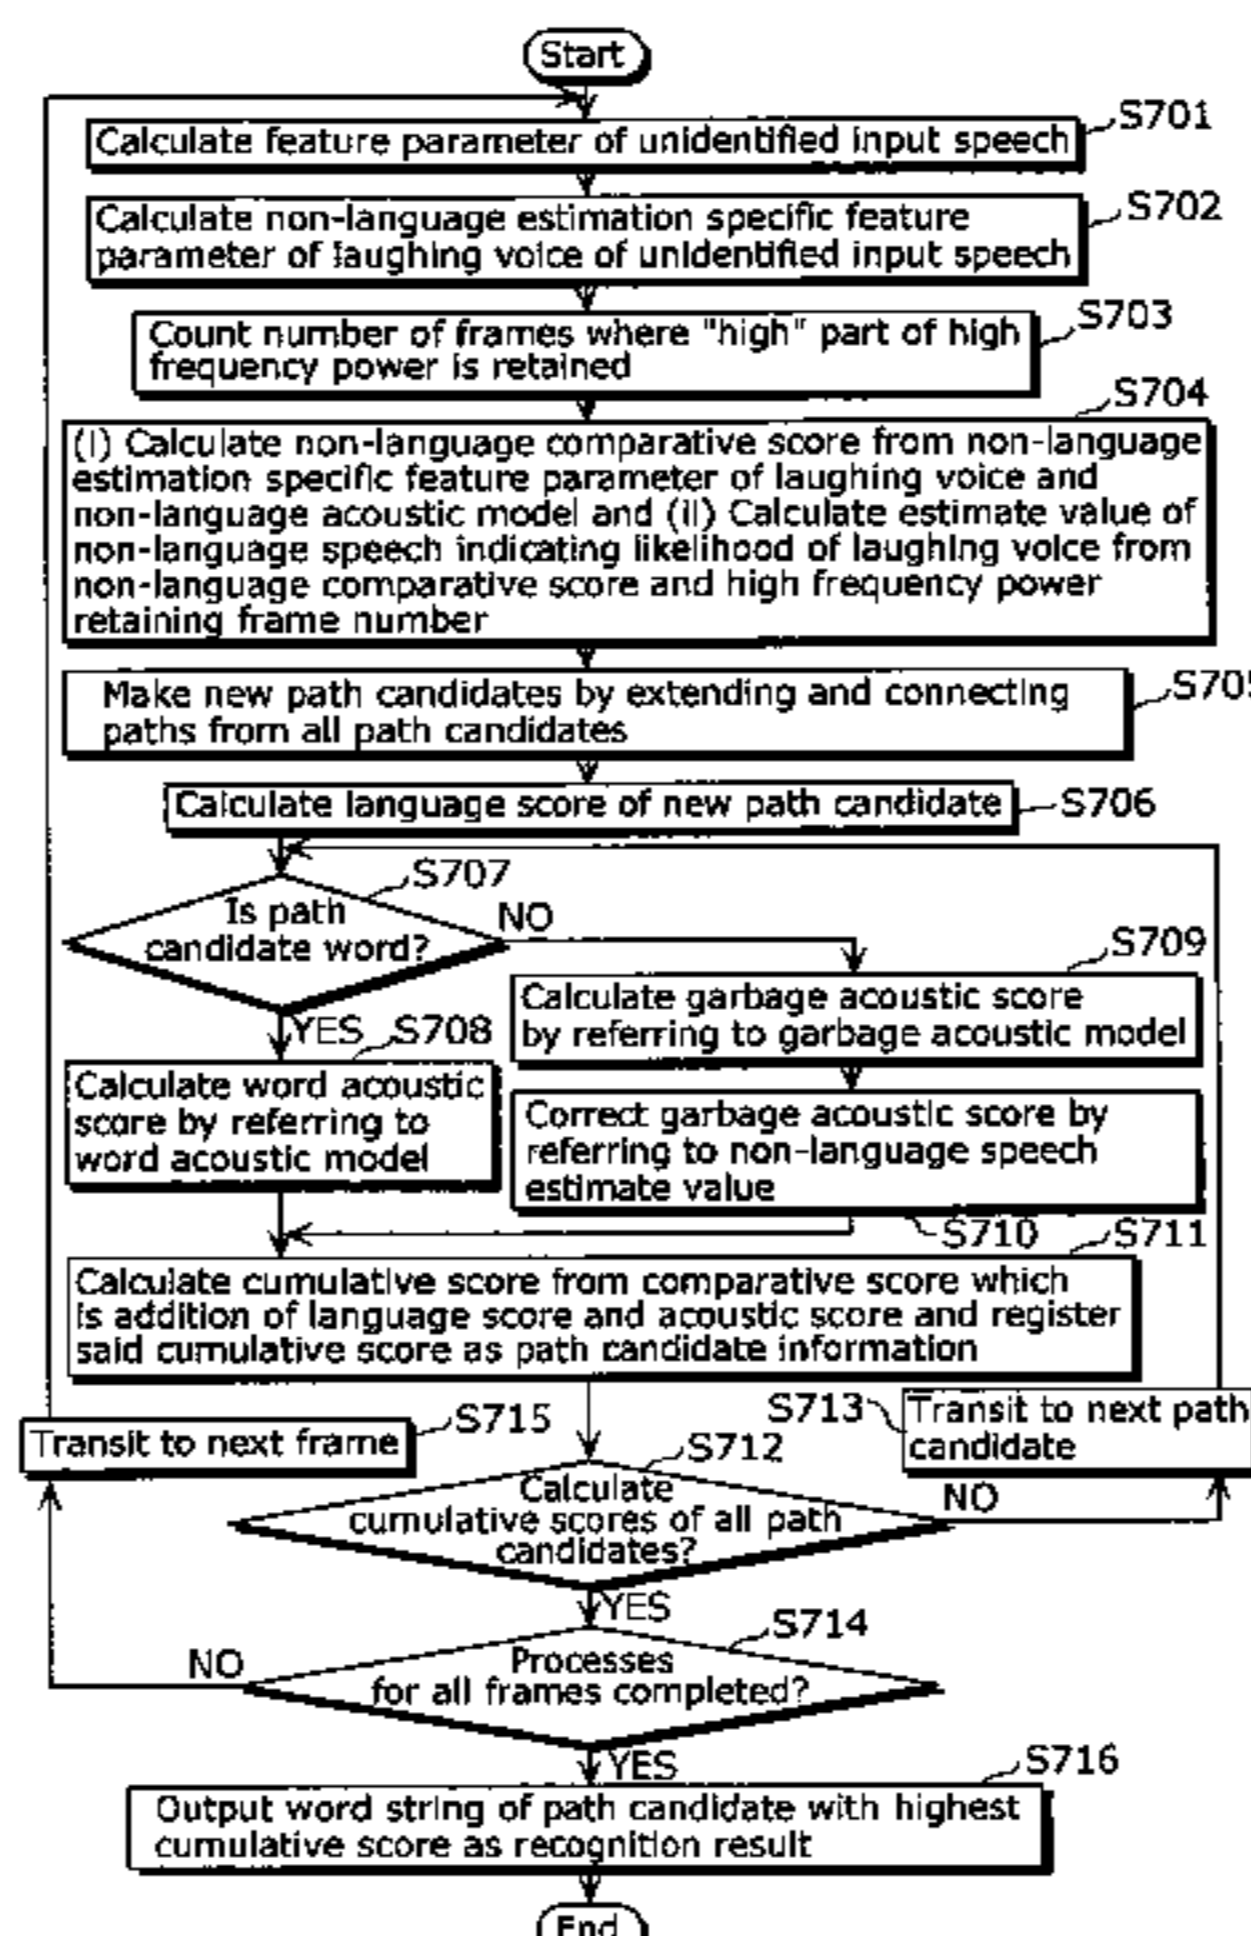 Start
S701
Calculate feature parameter of unidentified input speech
S702
Calculate non-language estimation specific feature
parameter of laughing voice of unidentified input speech
S703
Count number of frames where "high" part of high
frequency power is retained
S704
(i) Calculate non-language comparative score from non-language
estimation specific feature parameter of laughing voice and
non-language acoustic model and (ii) Calculate estimate value of
non-language speech indicating likelihood of laughing voice from
non-language comparative score and high frequency power
retaining frame number
S705
Make new path candidates by extending and connecting
paths from all path candidates
Calculate language score of new path candidate
S706
S707
Is path
candidate word?
NO
YES
S708
S709
Calculate garbage acoustic score
by referring to garbage acoustic model
Calculate word acoustic
score by referring to
word acoustic model
Correct garbage acoustic score by
referring to non-language speech
estimate value
S710
S711
Calculate cumulative score from comparative score which
is addition of language score and acoustic score and register
said cumulative score as path candidate information
S713
Transit to next path
candidate
S715
Transit to next frame
S712
Calculate
cumulative scores of all path
candidates?
NO
YES
S714
Processes
for all frames completed?
NO
YES
S716
Output word string of path candidate with highest
cumulative score as recognition result
End